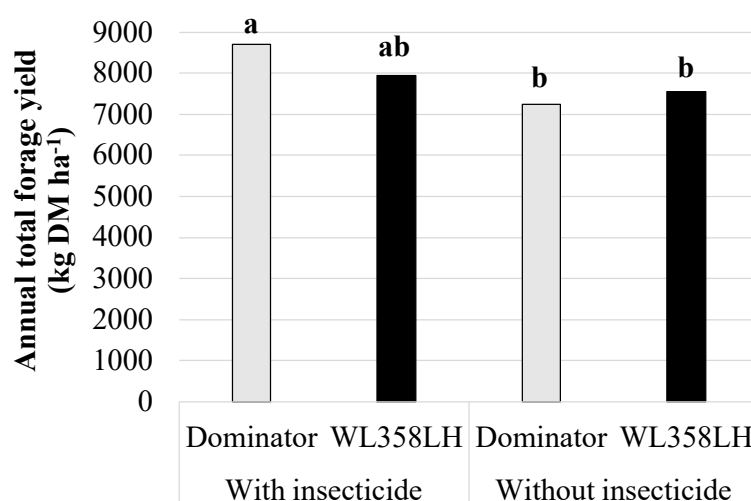 Annual total forage yield
(kg DM ha-1)
9000
8000
7000
6000
5000
4000
3000
2000
1000
0
a
ab
b
b
Dominator WL358LH Dominator WL358LH
With insecticide Without insecticide